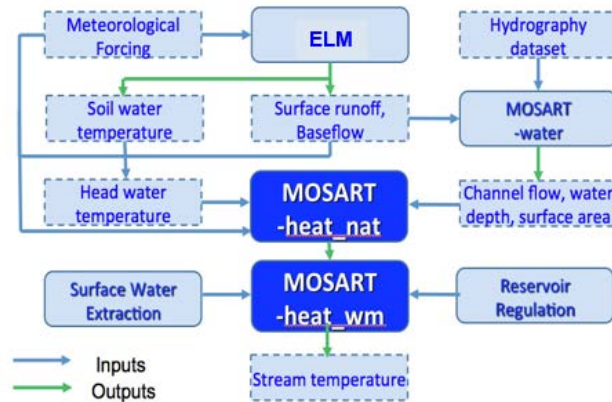 Meteorological
Forcing
ELM
Hydrography
dataset
Soil water
temperature
Surface runoff,
Baseflow
MOSART
-water
Head water
temperature
MOSART
-heat_nat
Channel flow, water
depth, surface area
Surface Water
Extraction
MOSART
-heat_wm
Reservoir
Regulation
Inputs
Outputs
Stream temperature